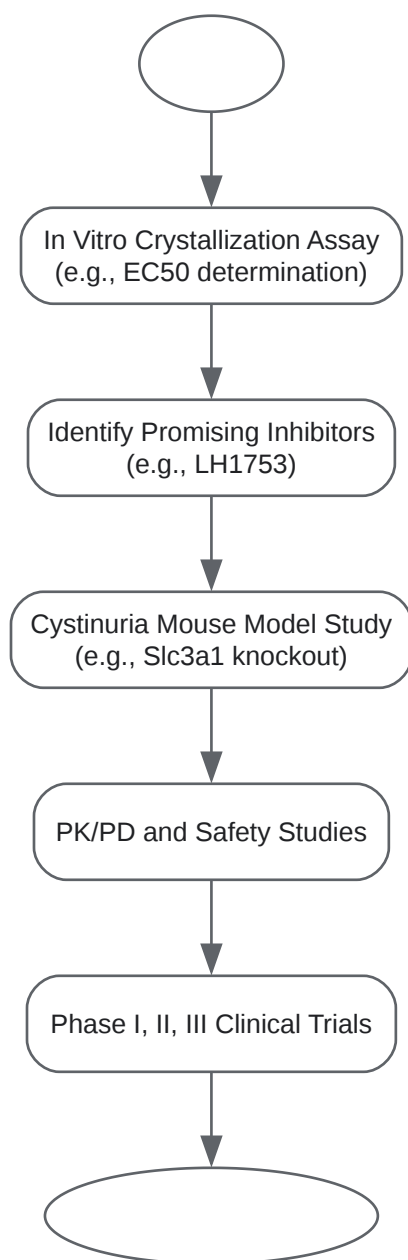 In Vitro Crystallization Assay
(e.g., EC50 determination)
Identify Promising Inhibitors
(e.g., LH1753)
Cystinuria Mouse Model Study
(e.g., Slc3a1 knockout)
PK/PD and Safety Studies
Phase I, II, III Clinical Trials